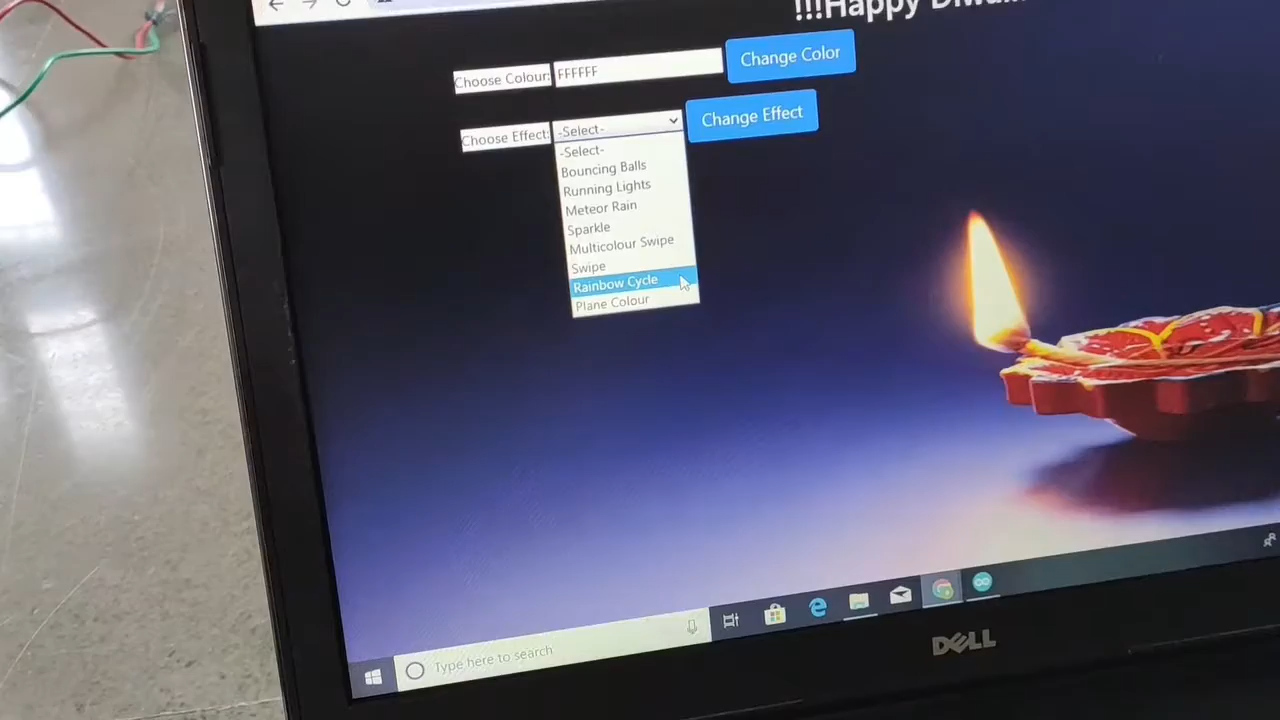 !!!Happy
Choose Colour: FFFFFF Change Color
Choose Effect: -Select- Change Effect
-Select-
Bouncing Balls
Running Lights
Meteor Rain
Sparkle
Multicolour Swipe
Swipe
Rainbow Cycle
Plane Colour
Type here to search
DELL